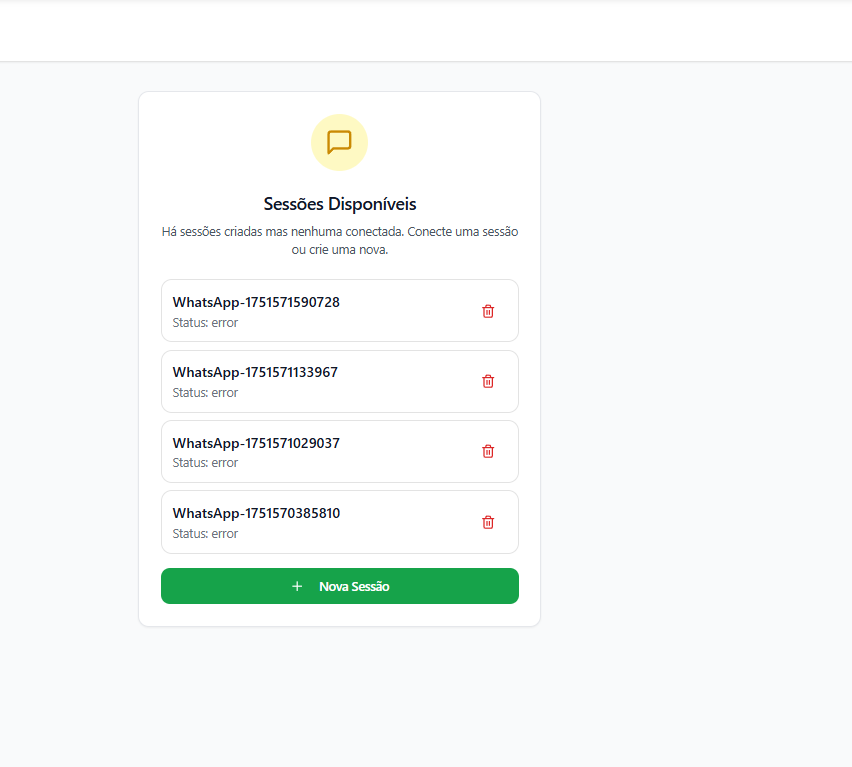 Sessões Disponíveis
Há sessões criadas mas nenhuma conectada. Conecte uma sessão
ou crie uma nova.
WhatsApp-1751571590728
Status: error
WhatsApp-1751571133967
Status: error
WhatsApp-1751571029037
Status: error
WhatsApp-1751570385810
Status: error
+ Nova Sessão